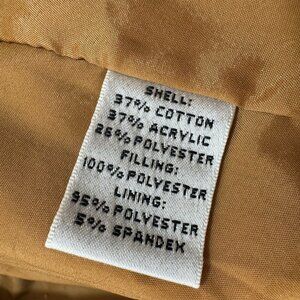 SHELL:
37% COTTON
37% ACRYLIC
26% POLYESTER
FILLING:
100% POLYESTER
LINING:
95% POLYESTER
5% SPANDEX